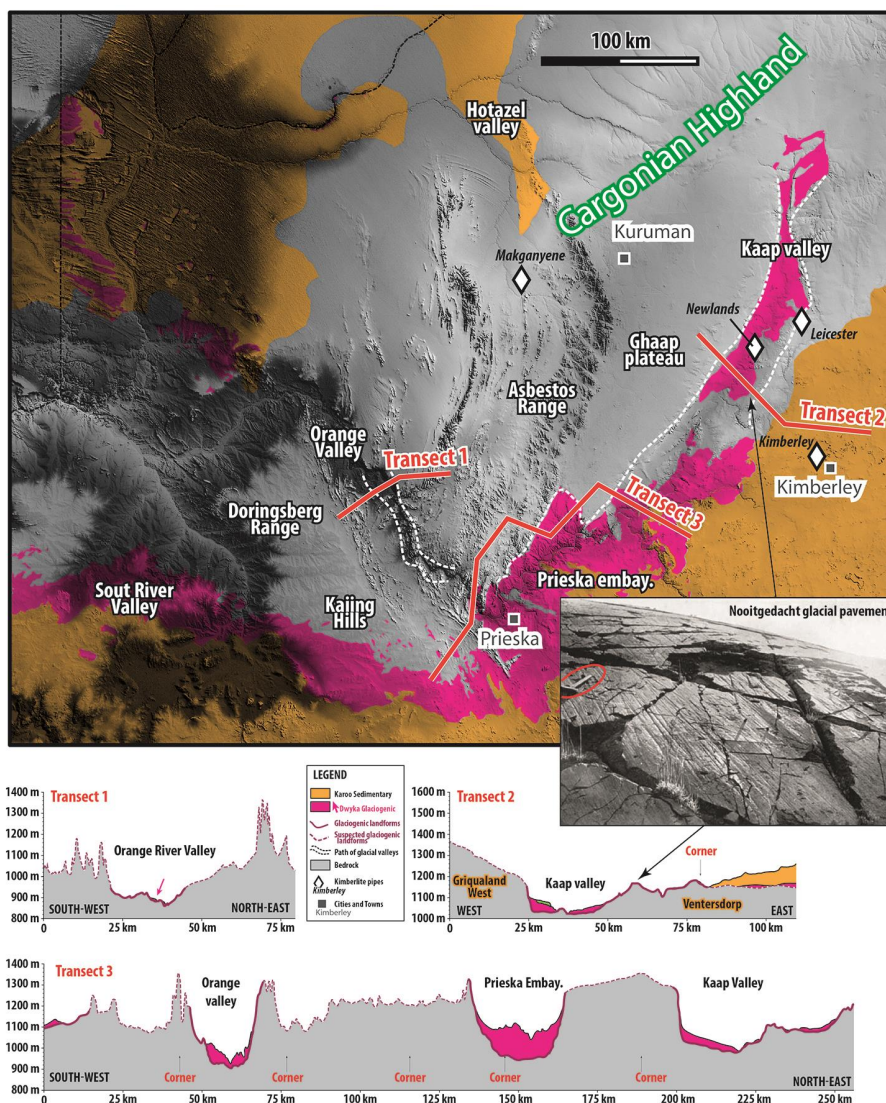 100 km
Cargonian Highland
Hotazel
valley
Kuruman
Makganyene
Kaap valley
Newlands
Leicester
Ghaap
plateau
Asbestos
Range
Orange
Valley
Transect 1
Transect 2
Kimberley
Kimberley
Doringsberg
Range
Transect 3
Prieska embay.
Sout River
Valley
Kaiing
Hills
Prieska
Nooitgedacht glacial pavement
1400 m
1300 m
1200 m
1100 m
1000 m
900 m
800 m
Transect 1
Orange River Valley
SOUTH-WEST
NORTH-EAST
0
25 km
50 km
75 km
LEGEND
Karoo Sedimentary
Dwyka Glaciogenic
Glaciogenic landforms
Suspected glaciogenic
landforms
Path of glacial valleys
Bedrock
Kimberlite pipes
Kimberley
Cities and Towns
Kimberley
1600 m
1500 m
1400 m
1300 m
1200 m
1100 m
1000 m
Transect 2
Corner
Griqualand
West
Kaap valley
Ventersdorp
WEST
EAST
0
25 km
50 km
75 km
100 km
1400 m
1300 m
1200 m
1100 m
1000 m
900 m
800 m
Transect 3
Orange
valley
Prieska Embay.
Kaap Valley
SOUTH-WEST
Corner
Corner
Corner
Corner
Corner
NORTH-EAST
0
25 km
50 km
75 km
100 km
125 km
150 km
175 km
200 km
225 km
250 km